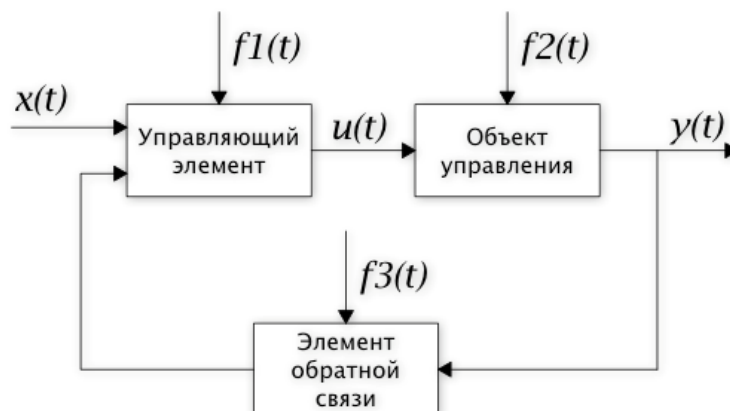 f1(t)
f2(t)
x(t)
Управляющий
элемент
u(t)
Объект
управления
y(t)
f3(t)
Элемент
обратной
связи